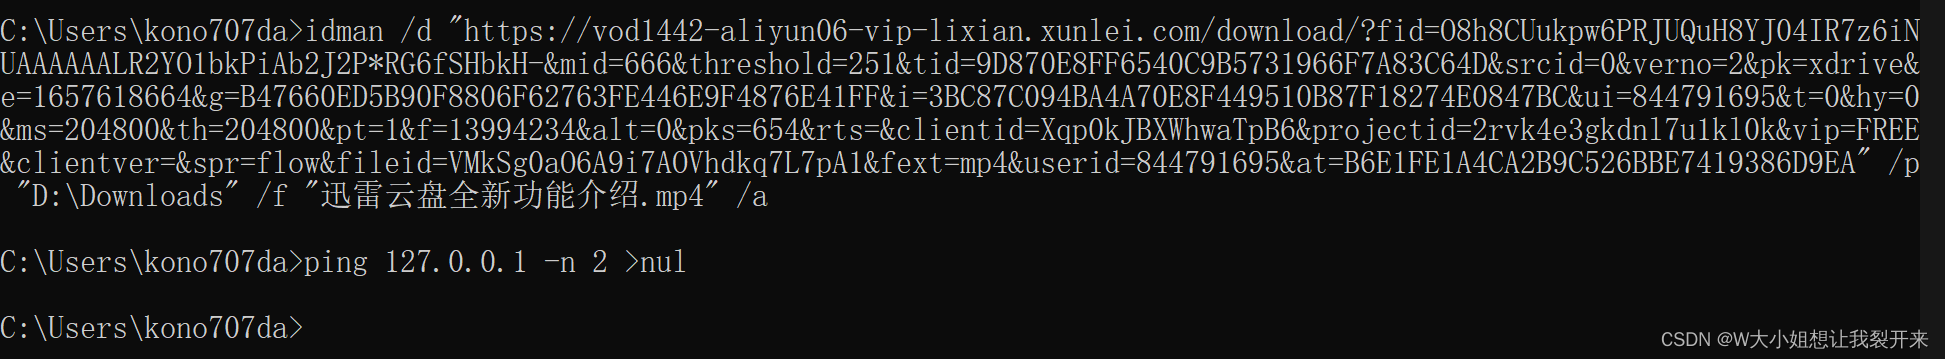 C:\Users\kono707da>idman /d "https://vod1442-aliyun06-vip-lixian.xunlei.com/download/?fid=O8h8CUukpw6PRJUQuH8YJO4IR7z6iN
UAAAAAALR2YO1bkPiAb2J2P*RG6fSHbkH-&mid=666&threshold=251&tid=9D870E8FF6540C9B5731966F7A83C64D&srcid=0&verno=2&pk=xdrive&
e=1657618664&g=B47660ED5B90F8806F62763FE446E9F4876E41FF&i=3BC87C094BA4A70E8F449510B87F18274E0847BC&ui=844791695&t=0&hy=0
&ms=204800&th=204800&pt=1&f=13994234&alt=0&pks=654&rts=&clientid=Xqp0kJBXWhwaTpB6&projectid=2rvk4e3gkdnl7u1kl0k&vip=FREE
&clientver=&spr=flow&fileid=VMkSg0aO6A9i7AOVhdkq7L7pA1&fext=mp4&userid=844791695&at=B6E1FE1A4CA2B9C526BBE7419386D9EA" /p
"D:\Downloads" /f "迅雷云盘全新功能介绍.mp4" /a
C:\Users\kono707da>ping 127.0.0.1 -n 2 >nul
C:\Users\kono707da>
CSDN @W大小姐想让我裂开来